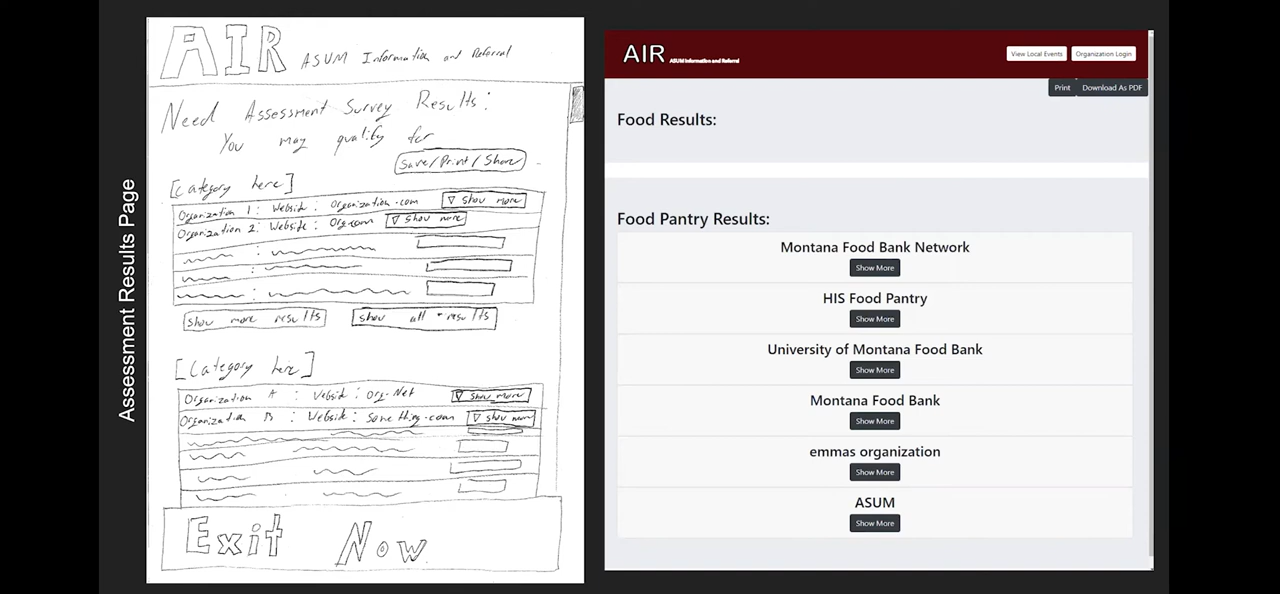 Assessment Results Page
AIR ASUM Information and Referral
Need Assessment Survey Results:
You may qualify for
Save/Print/Share
[Category here]
Organization 1: Website: Organization.com ▽ Show more
Organization 2: Website: Org.com ▽ Show more
Show more results Show all results
[Category here]
Organization A : Website: Org.Net ▽ Show more
Organization B : Website: Something.com ▽ Show more
Exit Now
AIR ASUM Information and Referral
View Local Events Organization Login
Print Download As PDF
Food Results:
Food Pantry Results:
Montana Food Bank Network
Show More
HIS Food Pantry
Show More
University of Montana Food Bank
Show More
Montana Food Bank
Show More
emmas organization
Show More
ASUM
Show More